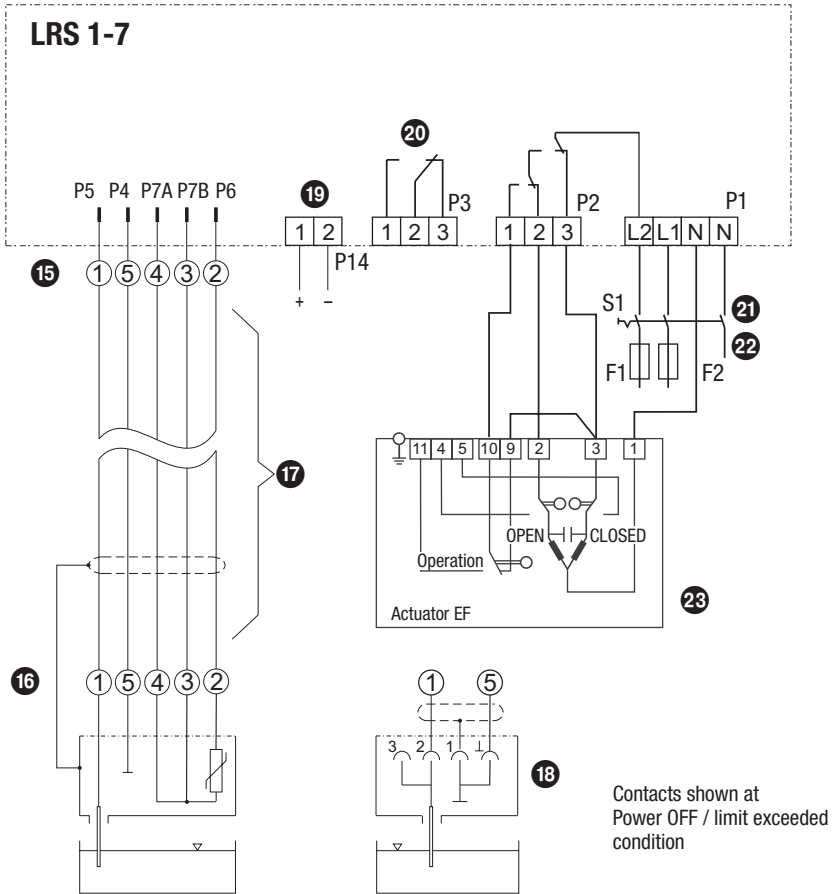 LRS 1-7
20
P5 P4 P7A P7B P6
19
P3
P2
P1
1 2
1 2 3
1 2 3
L2 L1 N N
P14
15
1 5 4 3 2
+ −
S1
21
22
F1
F2
17
11 4 5 10 9 2 3 1
OPEN
CLOSED
Operation
Actuator EF
23
16
1 5 4 3 2
1 5
3 2 1
18
Contacts shown at
Power OFF / limit exceeded
condition